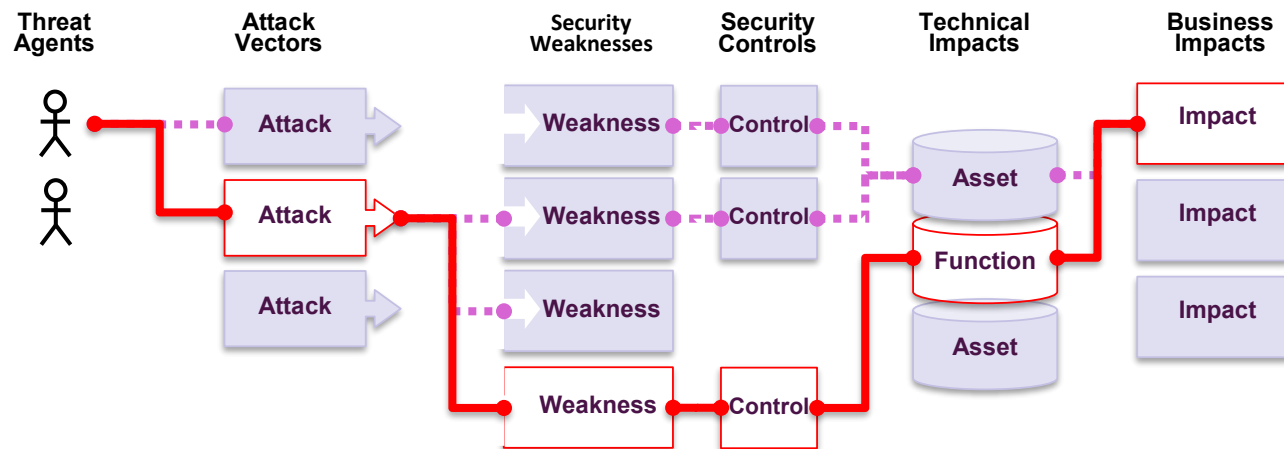 Threat
Agents
Attack
Vectors
Security
Weaknesses
Security
Controls
Technical
Impacts
Business
Impacts
Attack
Weakness
Control
Impact
Asset
Attack
Weakness
Control
Impact
Function
Attack
Weakness
Impact
Asset
Weakness
Control